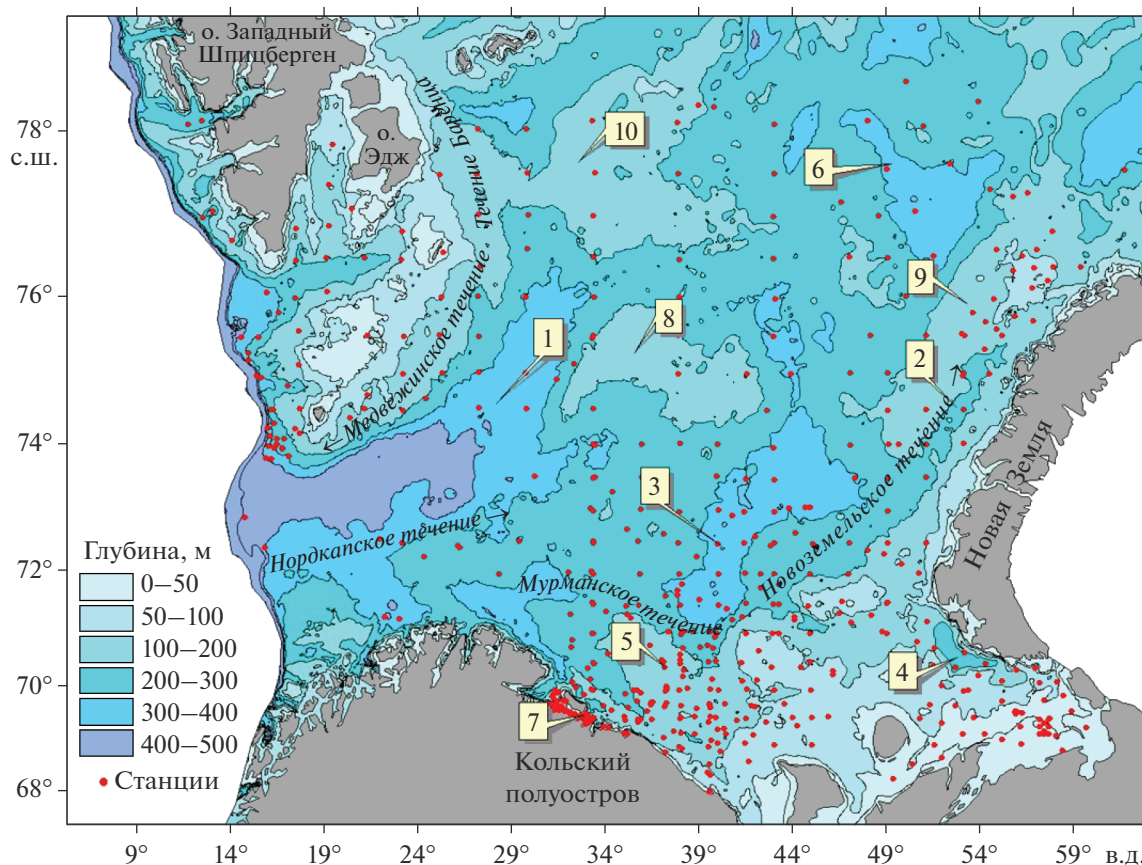 о. Западный
Шпицберген
о.
Эдж
Течение Баренца
78°
с.ш.
76°
74°
72°
70°
68°
10
6
9
8
1
2
3
5
4
7
← Медвежинское течение
Нордкапское течение →
Мурманское течение
Новоземельское течение →
Новая Земля
Кольский
полуостров
Глубина, м
0–50
50–100
100–200
200–300
300–400
400–500
Станции
9° 14° 19° 24° 29° 34° 39° 44° 49° 54° 59° в.д.